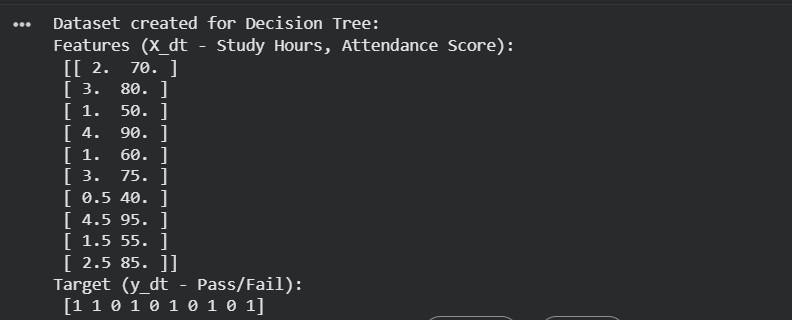 Dataset created for Decision Tree:
Features (X_dt - Study Hours, Attendance Score):
[[ 2.  70. ]
[ 3.  80. ]
[ 1.  50. ]
[ 4.  90. ]
[ 1.  60. ]
[ 3.  75. ]
[ 0.5 40. ]
[ 4.5 95. ]
[ 1.5 55. ]
[ 2.5 85. ]]
Target (y_dt - Pass/Fail):
[1 1 0 1 0 1 0 1 0 1]